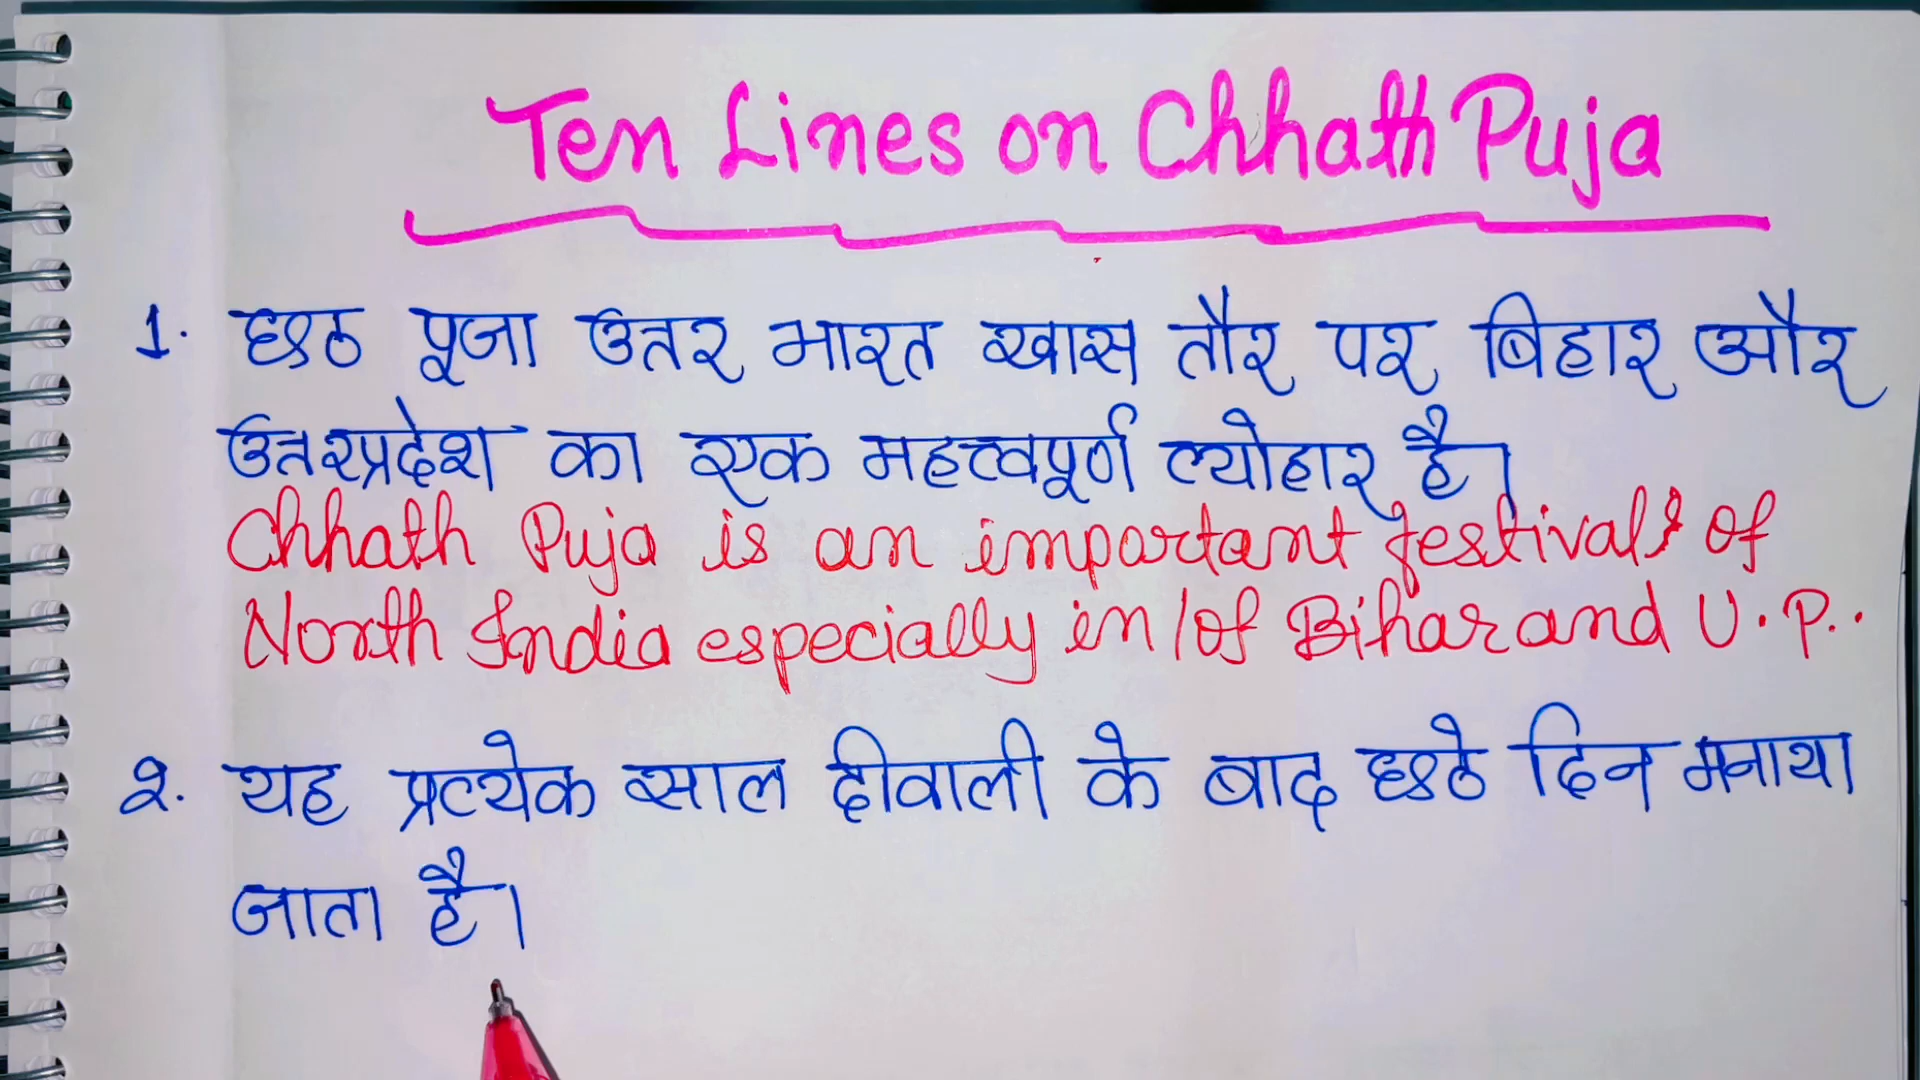 Ten Lines on Chhath Puja
1. छठ पूजा उत्तर भारत खास तौर पर बिहार और
उत्तरप्रदेश का एक महत्त्वपूर्ण त्योहार है।
Chhath Puja is an important festival of
North India especially in/of Bihar and U.P..
2. यह प्रत्येक साल दीवाली के बाद छठे दिन मनाया
जाता है।